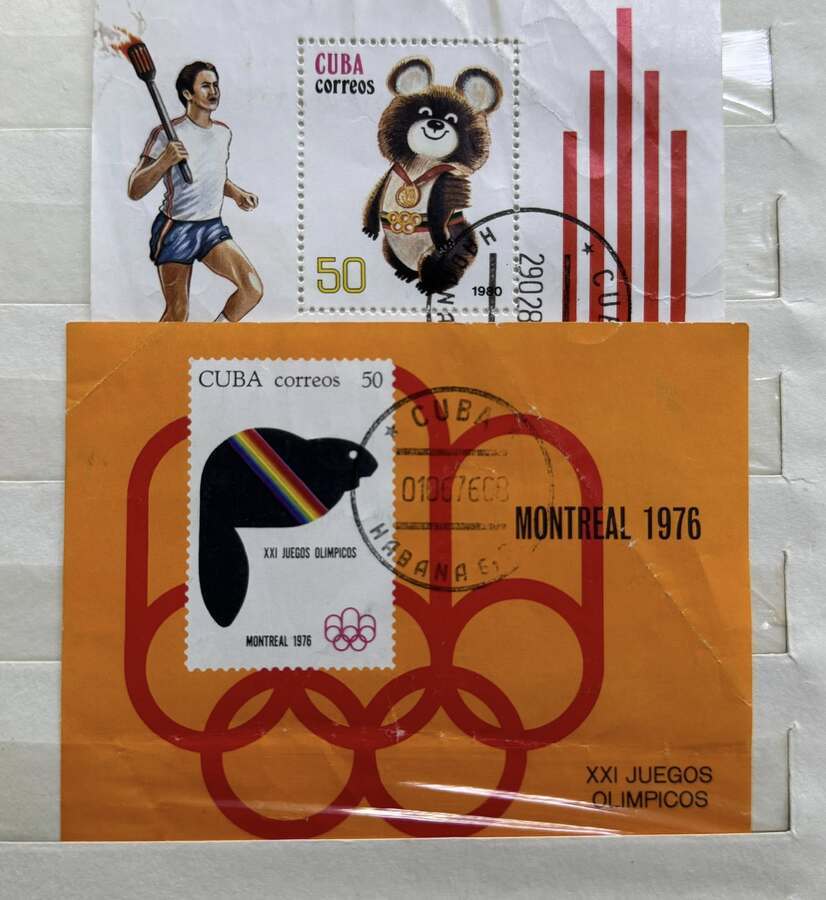 CUBA
correos
50
1980
29028
CUBA correos 50
XXI JUEGOS OLIMPICOS
MONTREAL 1976
CUBA
HABANA
MONTREAL 1976
XXI JUEGOS
OLIMPICOS